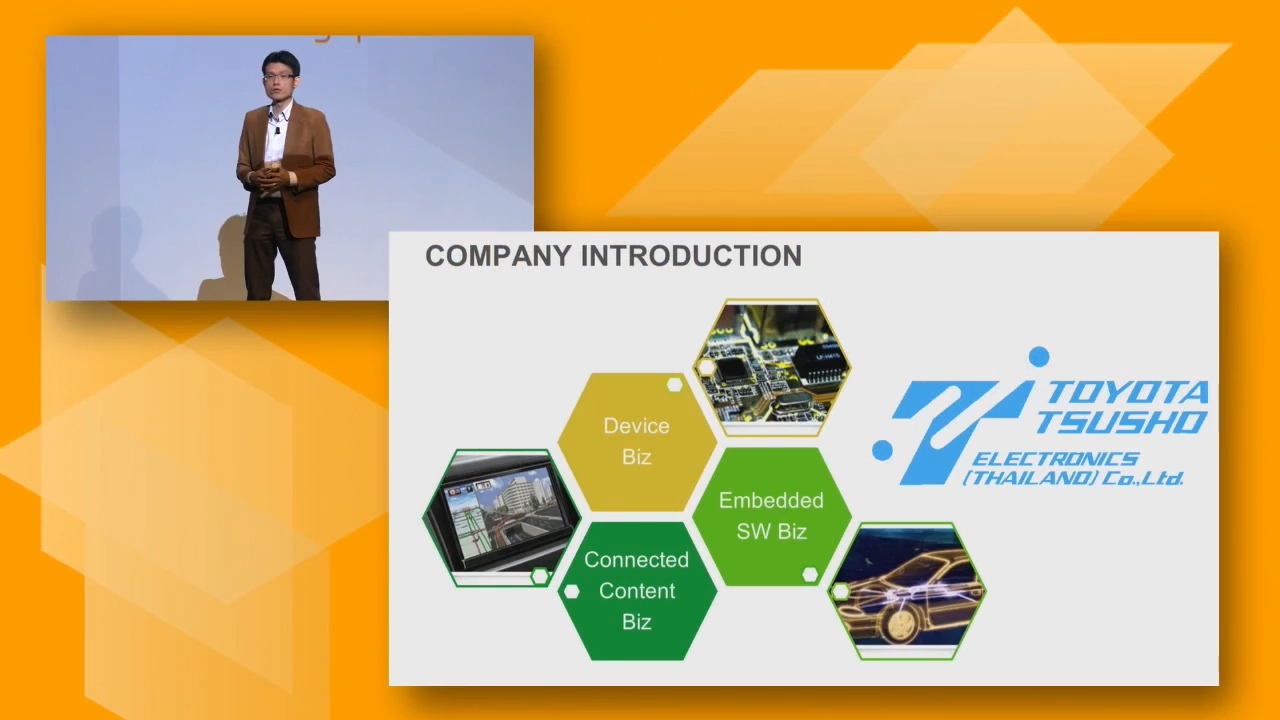 COMPANY INTRODUCTION
Device
Biz
Embedded
SW Biz
Connected
Content
Biz
TOYOTA
TSUSHO
ELECTRONICS
(THAILAND) Co.,Ltd.